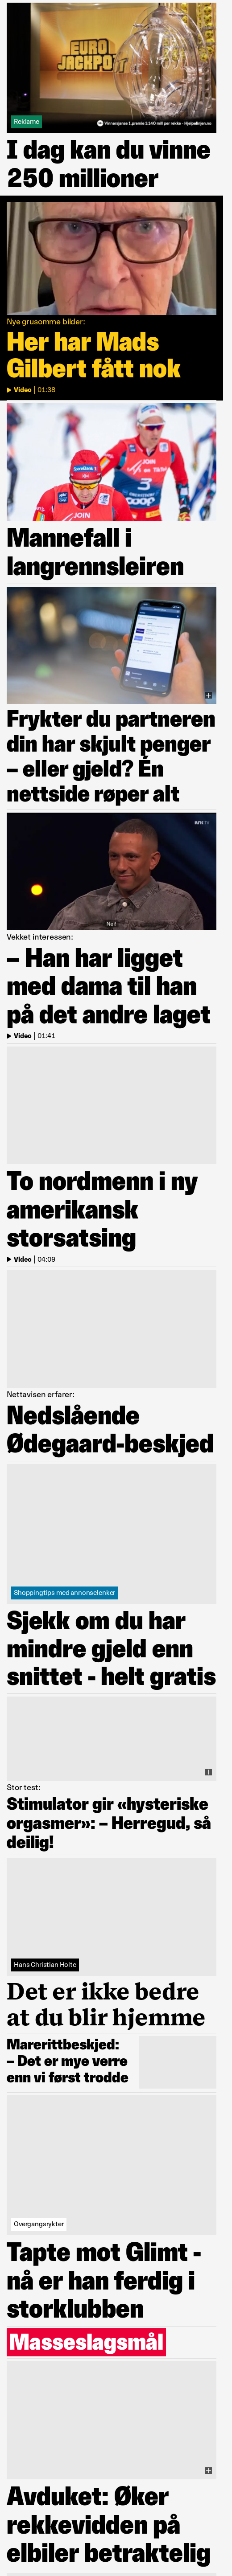 EURO
JACKPOT
Reklame
Vinnersjanse 1.premie 1:140 mill per rekke - Hjelpelinjen.no
I dag kan du vinne
250 millioner
Nye grusomme bilder:
Her har Mads
Gilbert fått nok
Video | 01:38
JOIN
JOIN
3
coop
Mannefall i
langrennsleiren
Frykter du partneren
din har skjult penger
– eller gjeld? Én
nettside røper alt
NRK TV
Nei!
Vekket interessen:
– Han har ligget
med dama til han
på det andre laget
Video | 01:41
To nordmenn i ny
amerikansk
storsatsing
Video | 04:09
Nettavisen erfarer:
Nedslående
Ødegaard-beskjed
Shoppingtips med annonselenker
Sjekk om du har
mindre gjeld enn
snittet - helt gratis
Stor test:
Stimulator gir «hysteriske
orgasmer»: – Herregud, så
deilig!
Hans Christian Holte
Det er ikke bedre
at du blir hjemme
Marerittbeskjed:
– Det er mye verre
enn vi først trodde
Overgangsrykter
Tapte mot Glimt -
nå er han ferdig i
storklubben
Masseslagsmål
Avduket: Øker
rekkevidden på
elbiler betraktelig